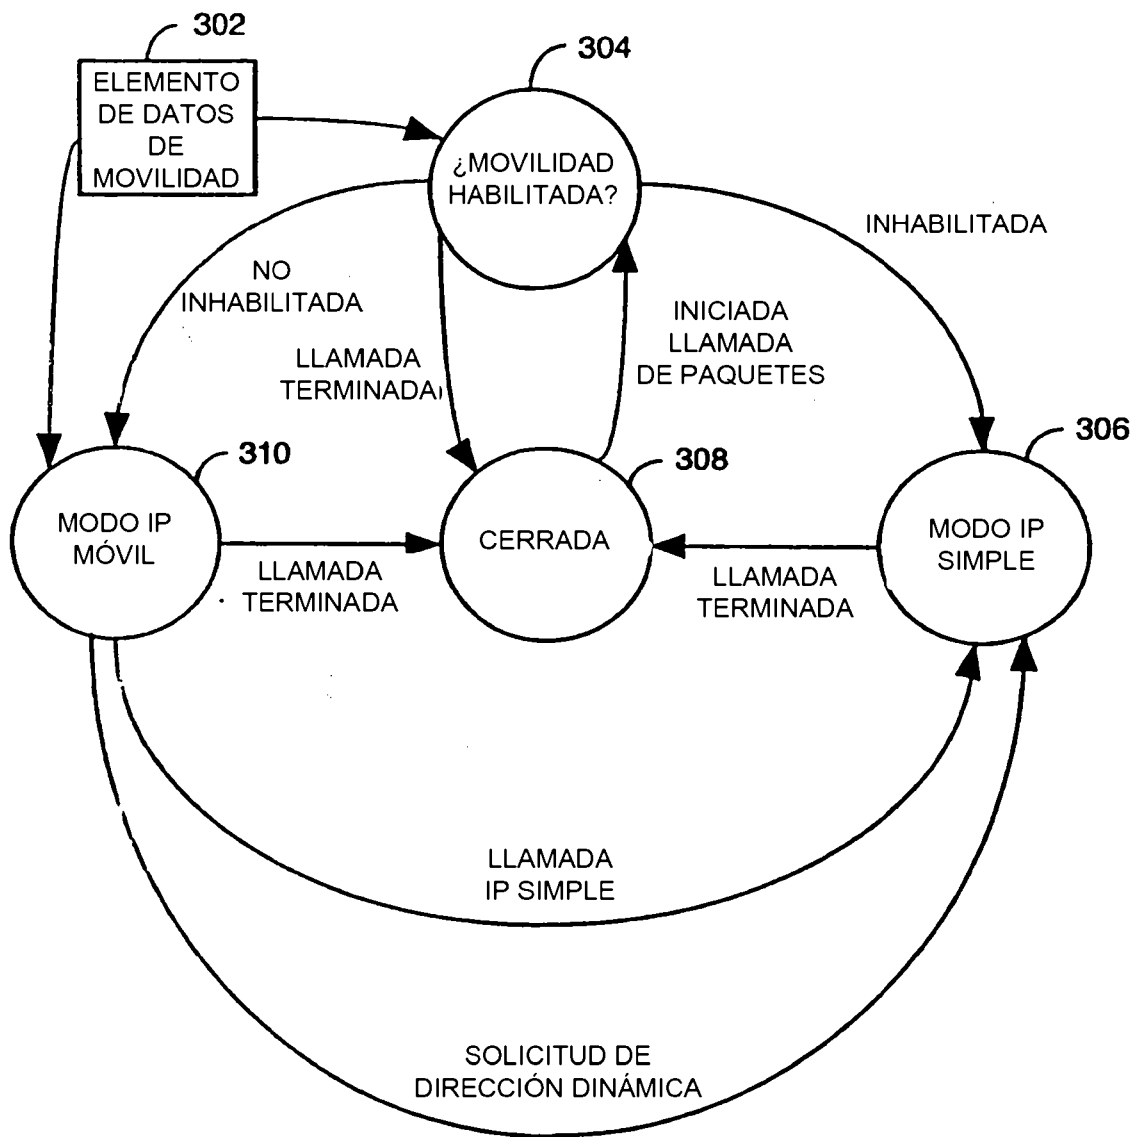 302
304
ELEMENTO
DE DATOS
DE
MOVILIDAD
¿MOVILIDAD
HABILITADA?
INHABILITADA
NO
INHABILITADA
INICIADA
LLAMADA
DE PAQUETES
LLAMADA
TERMINADA
310
308
306
MODO IP
MÓVIL
CERRADA
MODO IP
SIMPLE
LLAMADA
TERMINADA
LLAMADA
TERMINADA
LLAMADA
IP SIMPLE
SOLICITUD DE
DIRECCIÓN DINÁMICA